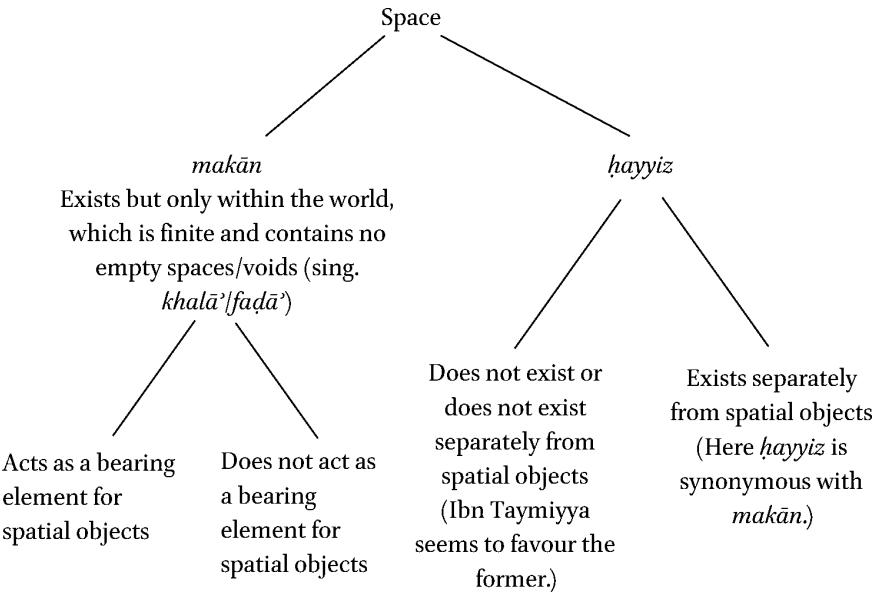 Space
makān
Exists but only within the world,
which is finite and contains no
empty spaces/voids (sing.
khalāʾ/faḍāʾ)
ḥayyiz
Acts as a bearing
element for
spatial objects
Does not act as
a bearing
element for
spatial objects
Does not exist or
does not exist
separately from
spatial objects
(Ibn Taymiyya
seems to favour the
former.)
Exists separately
from spatial objects
(Here ḥayyiz is
synonymous with
makān.)